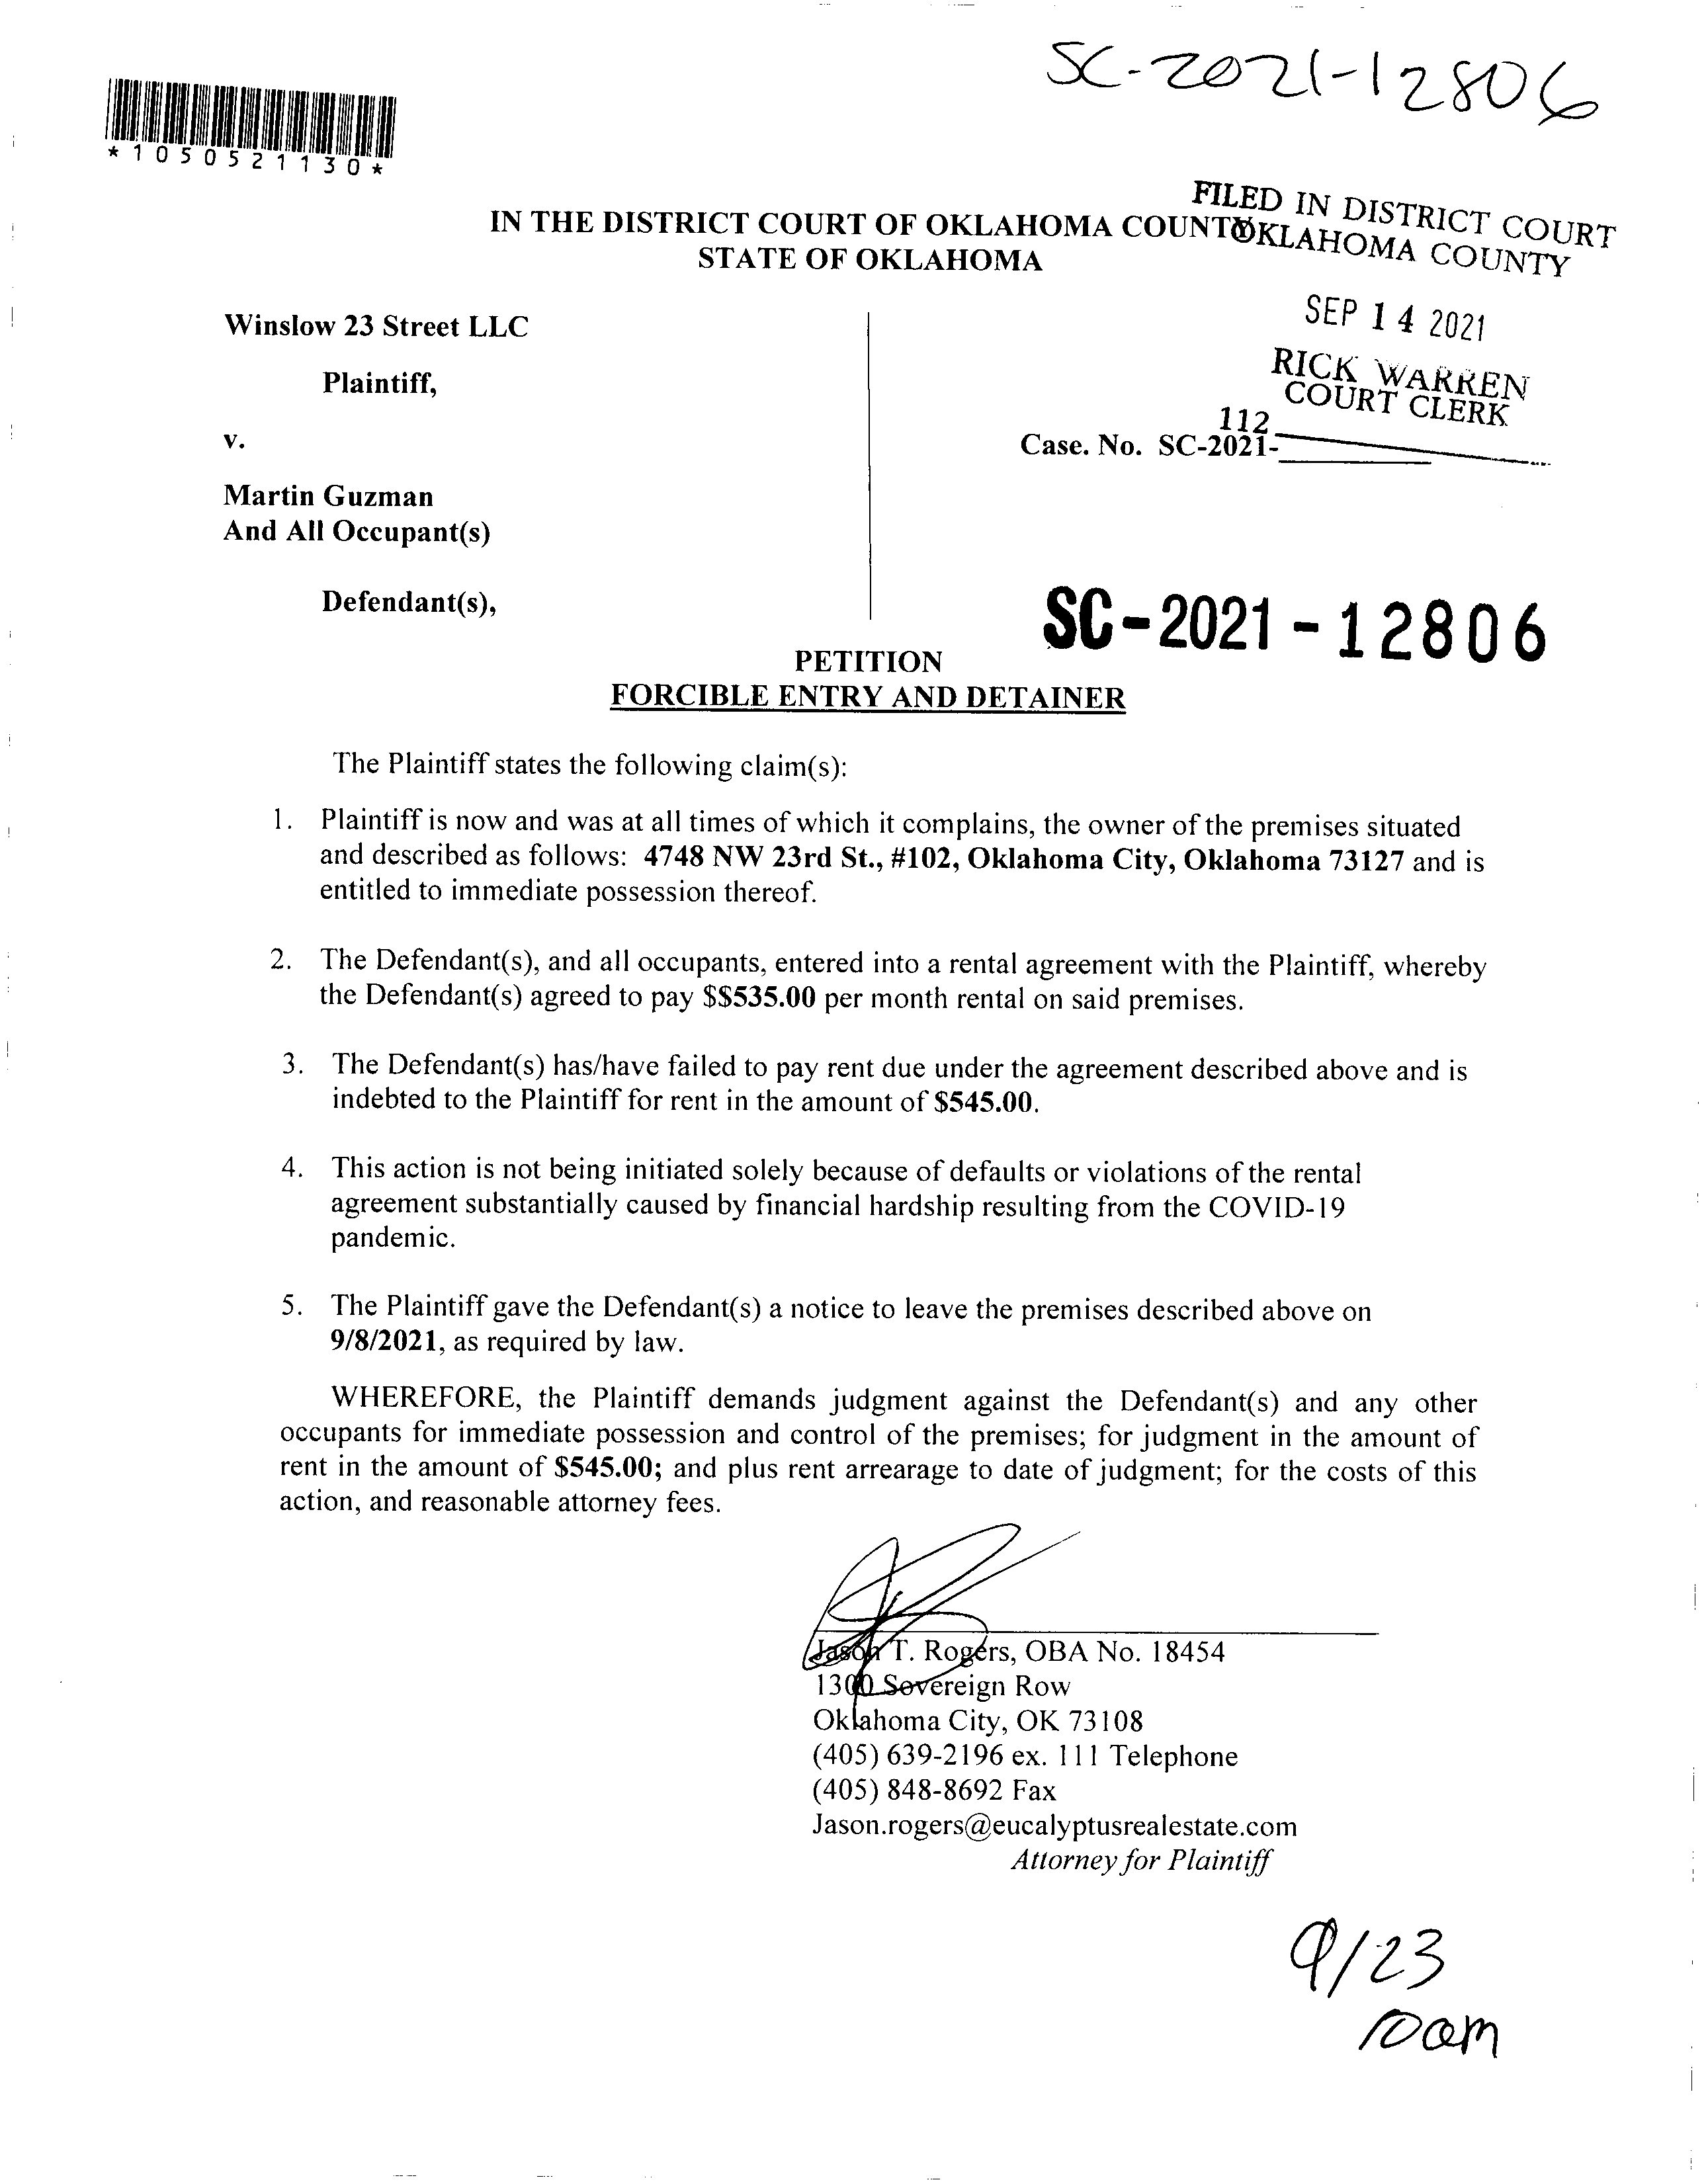 SC-2021-12806
*1050521130*
FILED IN DISTRICT COURT
OKLAHOMA COUNTY
IN THE DISTRICT COURT OF OKLAHOMA COUNTY
STATE OF OKLAHOMA
SEP 14 2021
RICK WARREN
COURT CLERK
112
Winslow 23 Street LLC
Plaintiff,
v.
Case. No. SC-2021-
Martin Guzman
And All Occupant(s)
Defendant(s),
SC-2021-12806
PETITION
FORCIBLE ENTRY AND DETAINER
The Plaintiff states the following claim(s):
1. Plaintiff is now and was at all times of which it complains, the owner of the premises situated
and described as follows: 4748 NW 23rd St., #102, Oklahoma City, Oklahoma 73127 and is
entitled to immediate possession thereof.
2. The Defendant(s), and all occupants, entered into a rental agreement with the Plaintiff, whereby
the Defendant(s) agreed to pay $$535.00 per month rental on said premises.
3. The Defendant(s) has/have failed to pay rent due under the agreement described above and is
indebted to the Plaintiff for rent in the amount of $545.00.
4. This action is not being initiated solely because of defaults or violations of the rental
agreement substantially caused by financial hardship resulting from the COVID-19
pandemic.
5. The Plaintiff gave the Defendant(s) a notice to leave the premises described above on
9/8/2021, as required by law.
WHEREFORE, the Plaintiff demands judgment against the Defendant(s) and any other
occupants for immediate possession and control of the premises; for judgment in the amount of
rent in the amount of $545.00; and plus rent arrearage to date of judgment; for the costs of this
action, and reasonable attorney fees.
Jason T. Rogers, OBA No. 18454
1300 Sovereign Row
Oklahoma City, OK 73108
(405) 639-2196 ex. 111 Telephone
(405) 848-8692 Fax
Jason.rogers@eucalyptusrealestate.com
Attorney for Plaintiff
9/23
10am